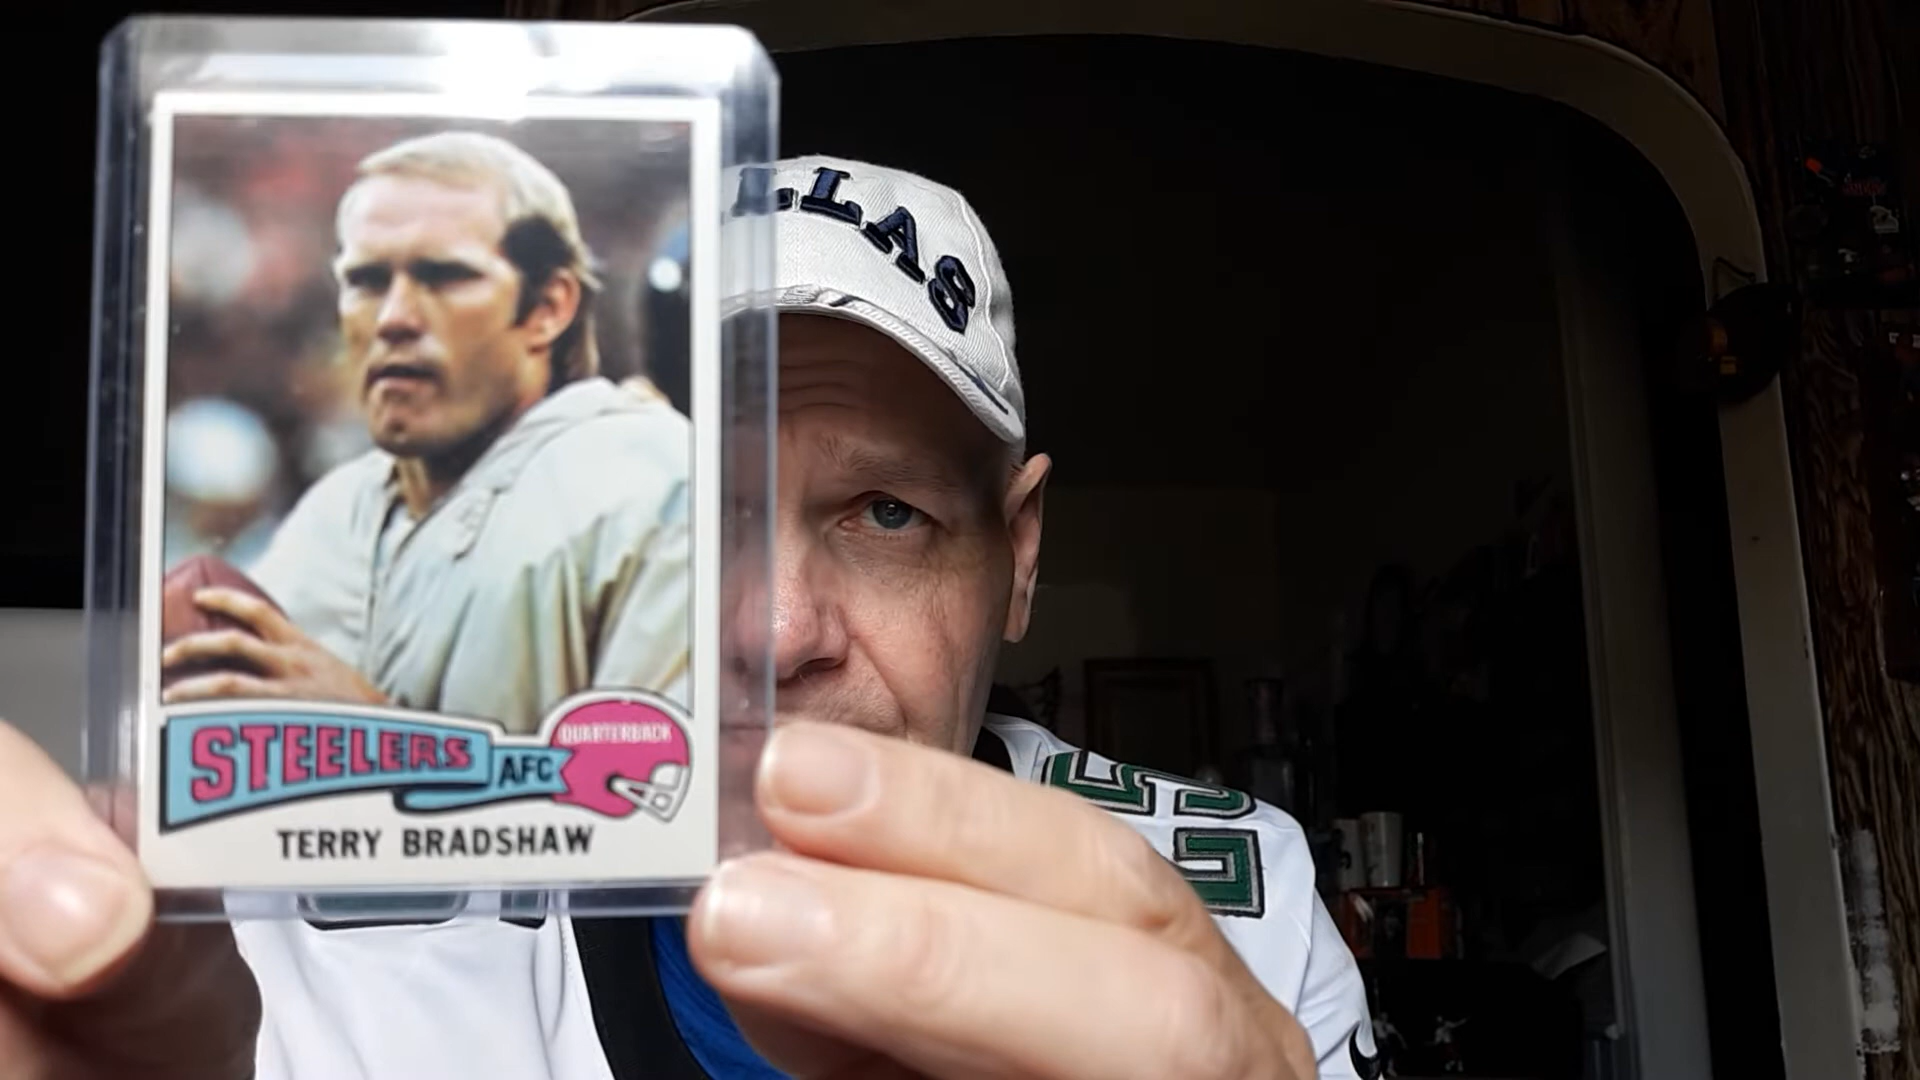 LLAS
STEELERS
AFC
QUARTERBACK
TERRY BRADSHAW